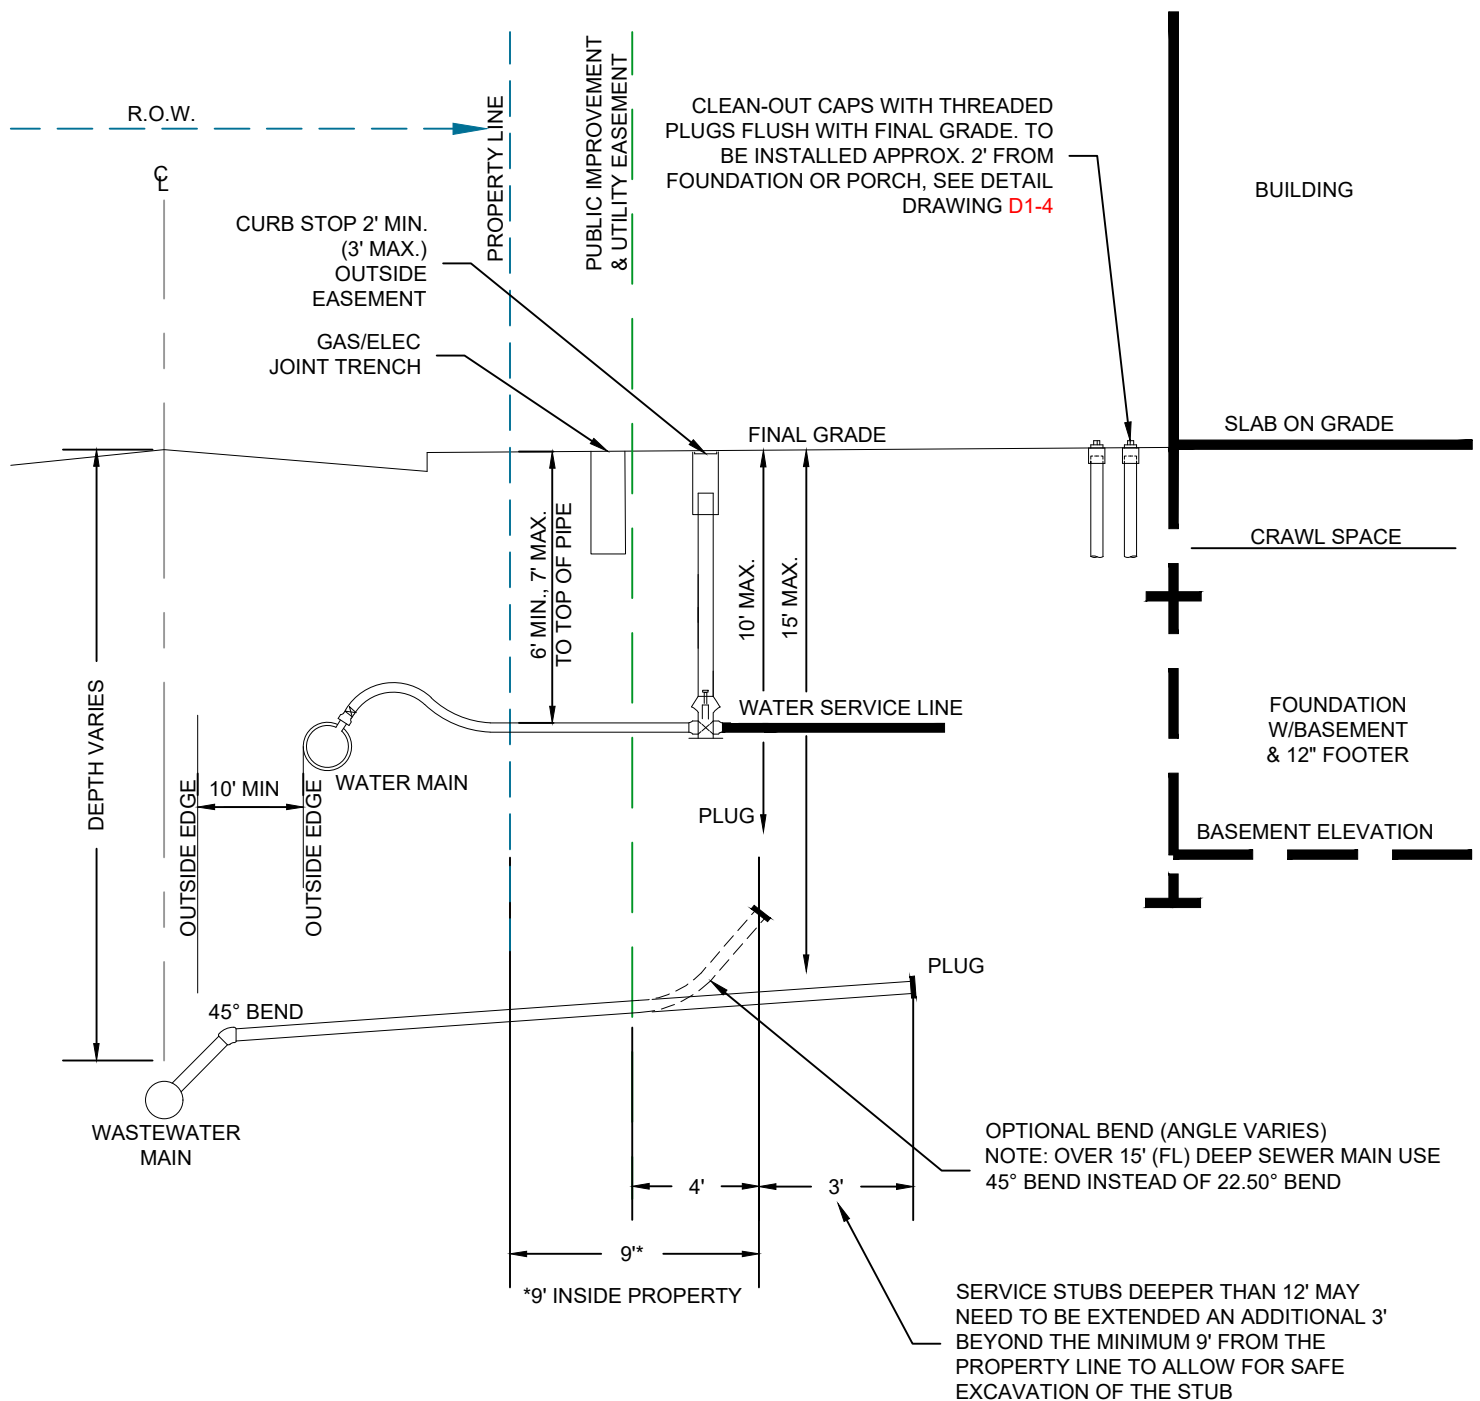 R.O.W.
℄
PROPERTY LINE
PUBLIC IMPROVEMENT
& UTILITY EASEMENT
CLEAN-OUT CAPS WITH THREADED
PLUGS FLUSH WITH FINAL GRADE. TO
BE INSTALLED APPROX. 2' FROM
FOUNDATION OR PORCH, SEE DETAIL
DRAWING D1-4
BUILDING
CURB STOP 2' MIN.
(3' MAX.)
OUTSIDE
EASEMENT
GAS/ELEC
JOINT TRENCH
FINAL GRADE
SLAB ON GRADE
CRAWL SPACE
6' MIN., 7' MAX.
TO TOP OF PIPE
10' MAX.
15' MAX.
DEPTH VARIES
WATER SERVICE LINE
FOUNDATION
W/BASEMENT
& 12" FOOTER
WATER MAIN
10' MIN
OUTSIDE EDGE
OUTSIDE EDGE
PLUG
BASEMENT ELEVATION
PLUG
45° BEND
WASTEWATER
MAIN
OPTIONAL BEND (ANGLE VARIES)
NOTE: OVER 15' (FL) DEEP SEWER MAIN USE
45° BEND INSTEAD OF 22.50° BEND
4'
3'
9'*
*9' INSIDE PROPERTY
SERVICE STUBS DEEPER THAN 12' MAY
NEED TO BE EXTENDED AN ADDITIONAL 3'
BEYOND THE MINIMUM 9' FROM THE
PROPERTY LINE TO ALLOW FOR SAFE
EXCAVATION OF THE STUB